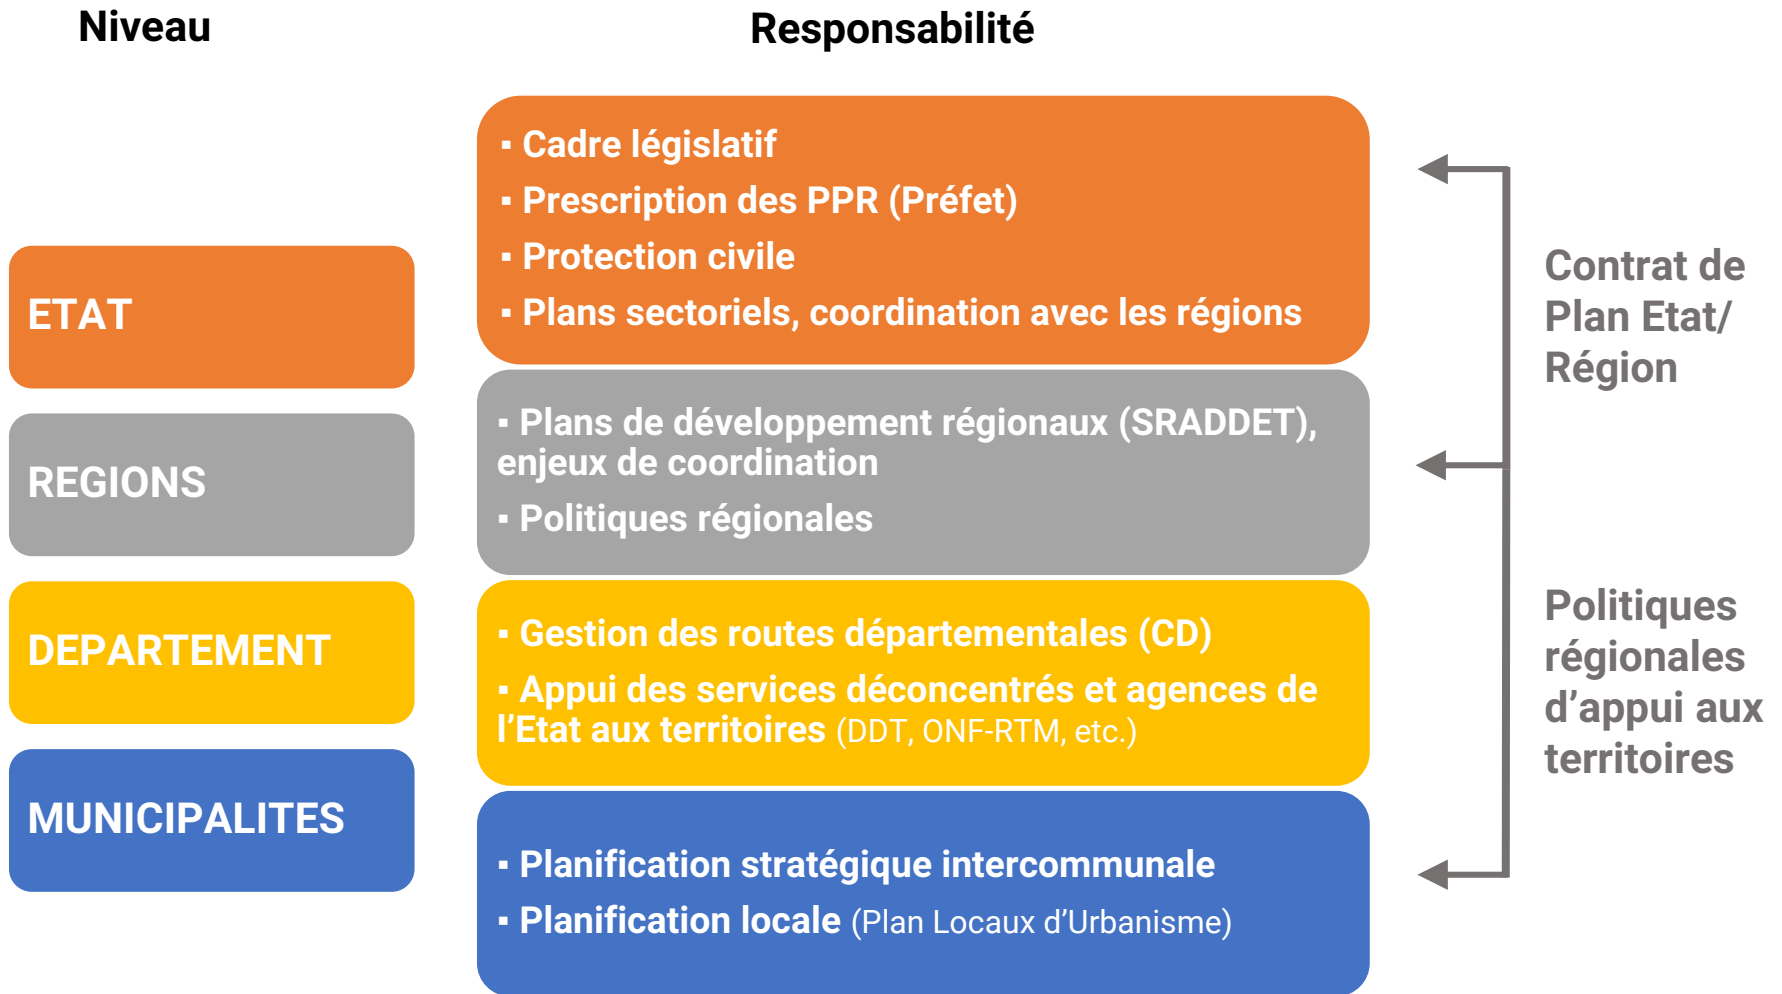 Niveau
Responsabilité
ETAT
▪ Cadre législatif
▪ Prescription des PPR (Préfet)
▪ Protection civile
▪ Plans sectoriels, coordination avec les régions
REGIONS
▪ Plans de développement régionaux (SRADDET),
enjeux de coordination
▪ Politiques régionales
DEPARTEMENT
▪ Gestion des routes départementales (CD)
▪ Appui des services déconcentrés et agences de
l’Etat aux territoires (DDT, ONF-RTM, etc.)
MUNICIPALITES
▪ Planification stratégique intercommunale
▪ Planification locale (Plan Locaux d’Urbanisme)
Contrat de
Plan Etat/
Région
Politiques
régionales
d’appui aux
territoires